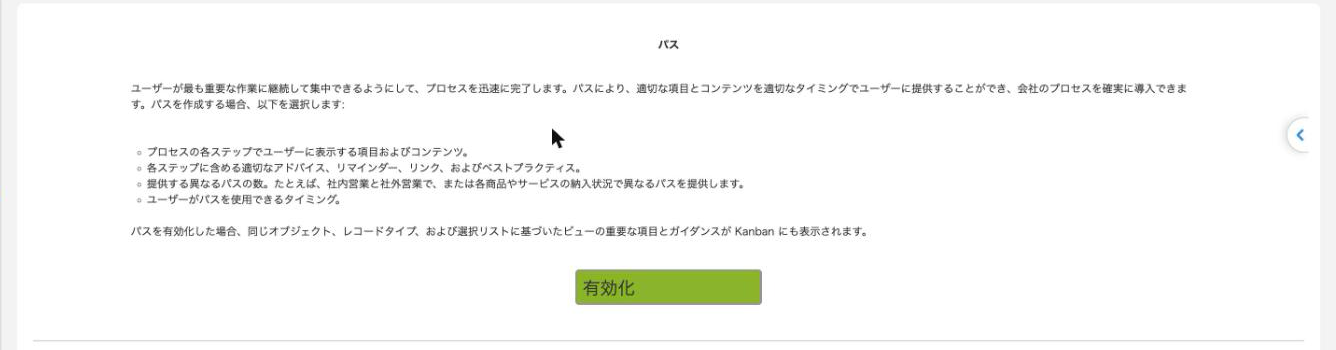 パス
ユーザーが最も重要な作業に継続して集中できるようにして、プロセスを迅速に完了します。パスにより、適切な項目とコンテンツを適切なタイミングでユーザーに提供することができ、会社のプロセスを確実に導入できま
す。パスを作成する場合、以下を選択します:
◦ プロセスの各ステップでユーザーに表示する項目およびコンテンツ。
◦ 各ステップに含める適切なアドバイス、リマインダー、リンク、およびベストプラクティス。
◦ 提供する異なるパスの数。たとえば、社内営業と社外営業で、または各商品やサービスの納入状況で異なるパスを提供します。
◦ ユーザーがパスを使用できるタイミング。
パスを有効化した場合、同じオブジェクト、レコードタイプ、および選択リストに基づいたビューの重要な項目とガイダンスが Kanban にも表示されます。
有効化